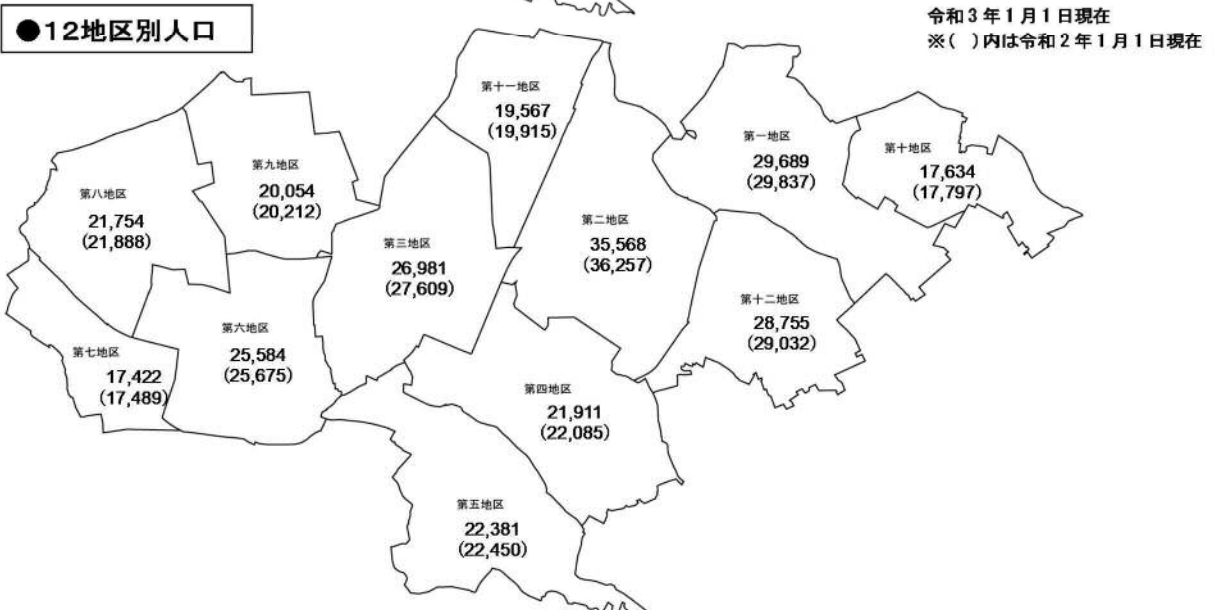 ●12地区別人口
令和3年1月1日現在
※( )内は令和2年1月1日現在
第十一地区
19,567
(19,915)
第一地区
29,689
(29,837)
第十地区
17,634
(17,797)
第九地区
20,054
(20,212)
第八地区
21,754
(21,888)
第二地区
35,568
(36,257)
第三地区
26,981
(27,609)
第十二地区
28,755
(29,032)
第六地区
25,584
(25,675)
第七地区
17,422
(17,489)
第四地区
21,911
(22,085)
第五地区
22,381
(22,450)